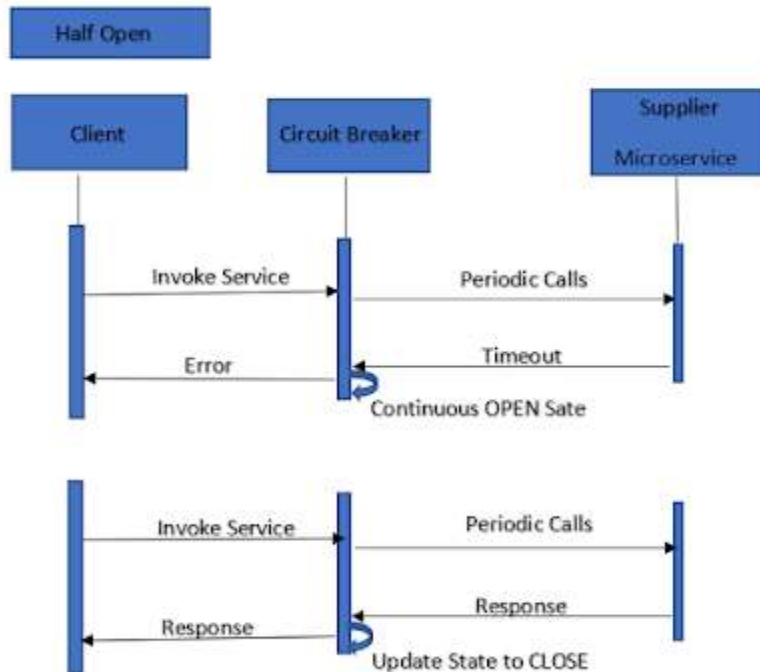 Half Open
Client
Circuit Breaker
Supplier
Microservice
Invoke Service
Periodic Calls
Timeout
Error
Continuous OPEN Sate
Invoke Service
Periodic Calls
Response
Response
Update State to CLOSE